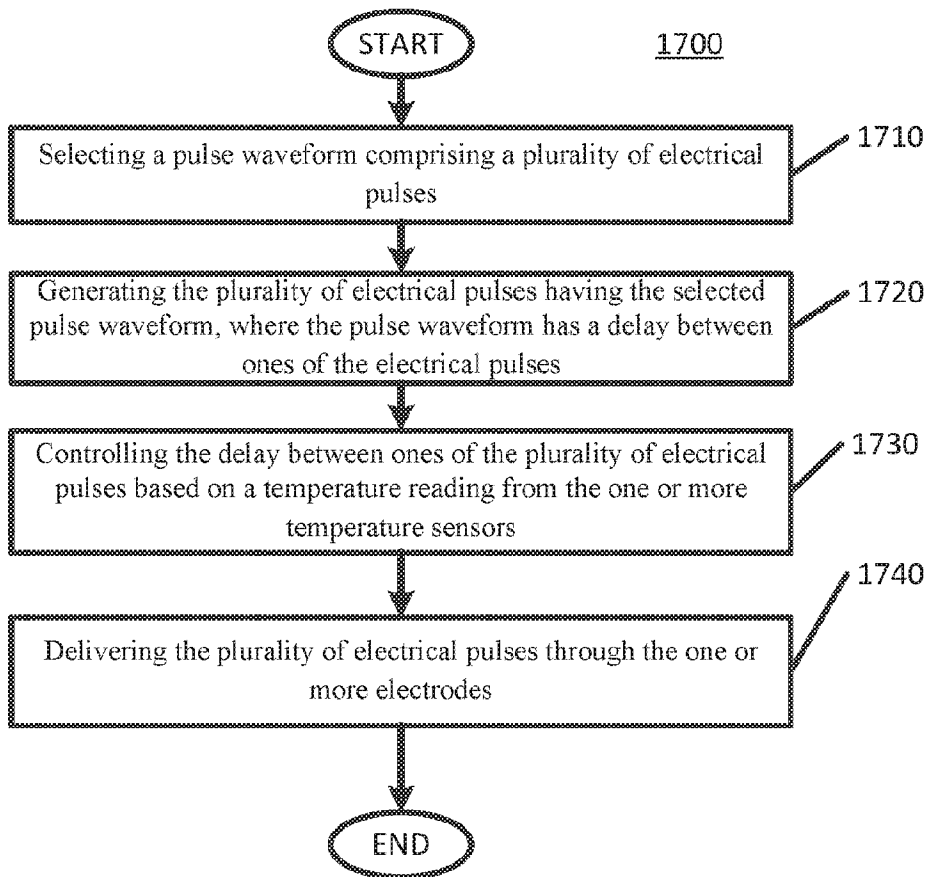 START
1700
Selecting a pulse waveform comprising a plurality of electrical
pulses
1710
Generating the plurality of electrical pulses having the selected
pulse waveform, where the pulse waveform has a delay between
ones of the electrical pulses
1720
Controlling the delay between ones of the plurality of electrical
pulses based on a temperature reading from the one or more
temperature sensors
1730
Delivering the plurality of electrical pulses through the one or
more electrodes
1740
END